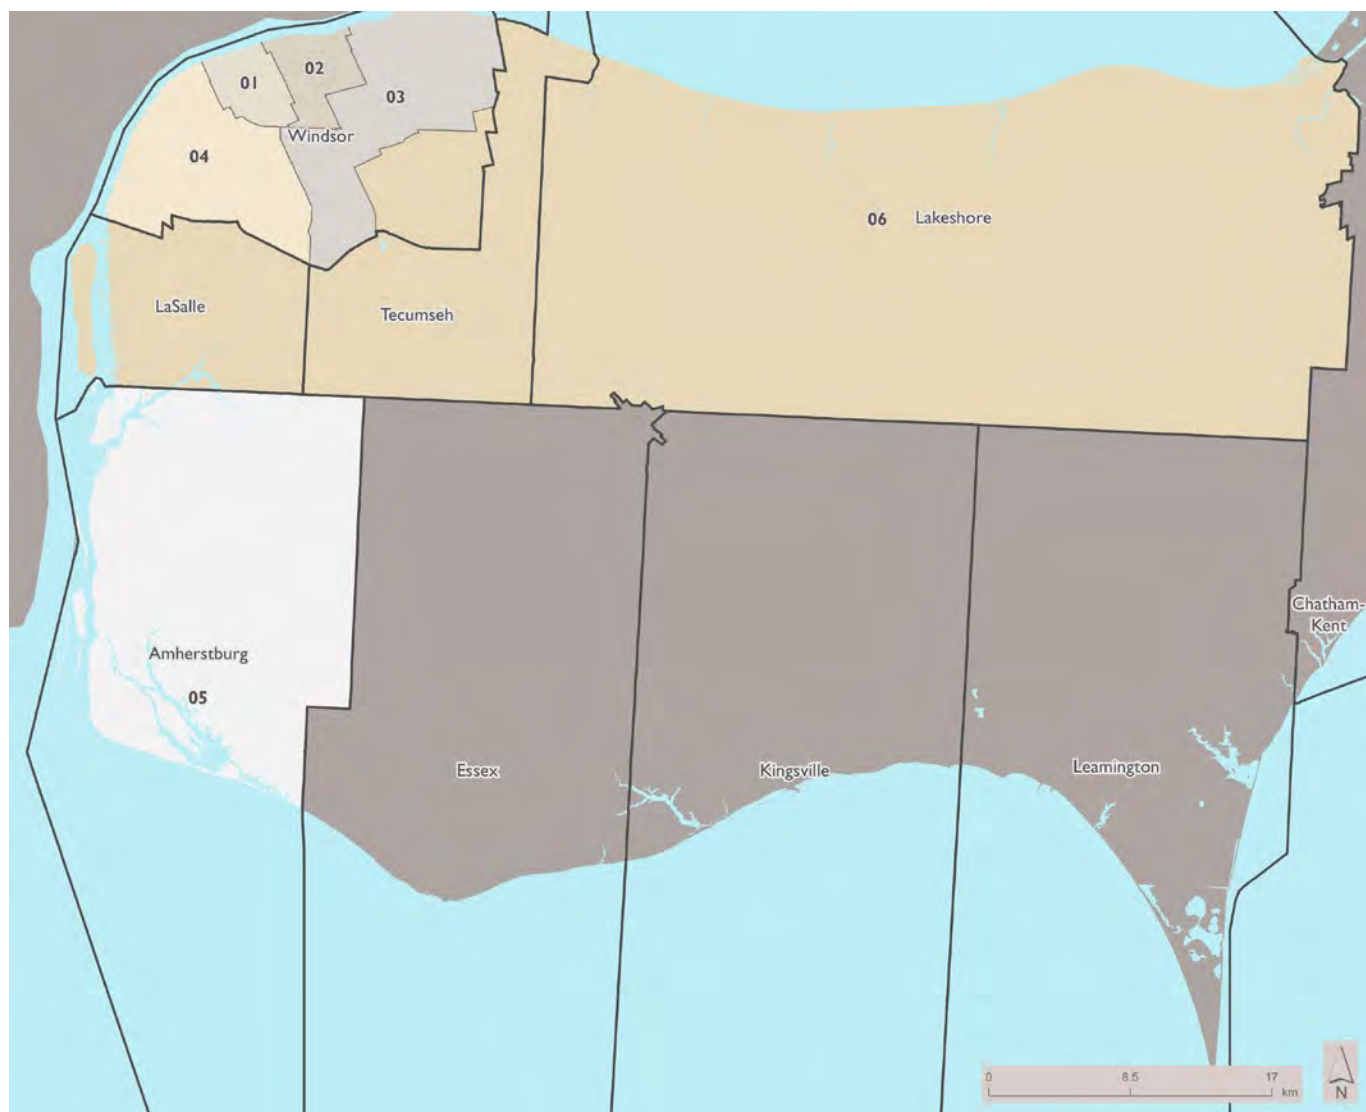 01
02
03
Windsor
04
06 Lakeshore
LaSalle
Tecumseh
Chatham-
Kent
Amherstburg
05
Essex
Kingsville
Leamington
0 8.5 17
km
N